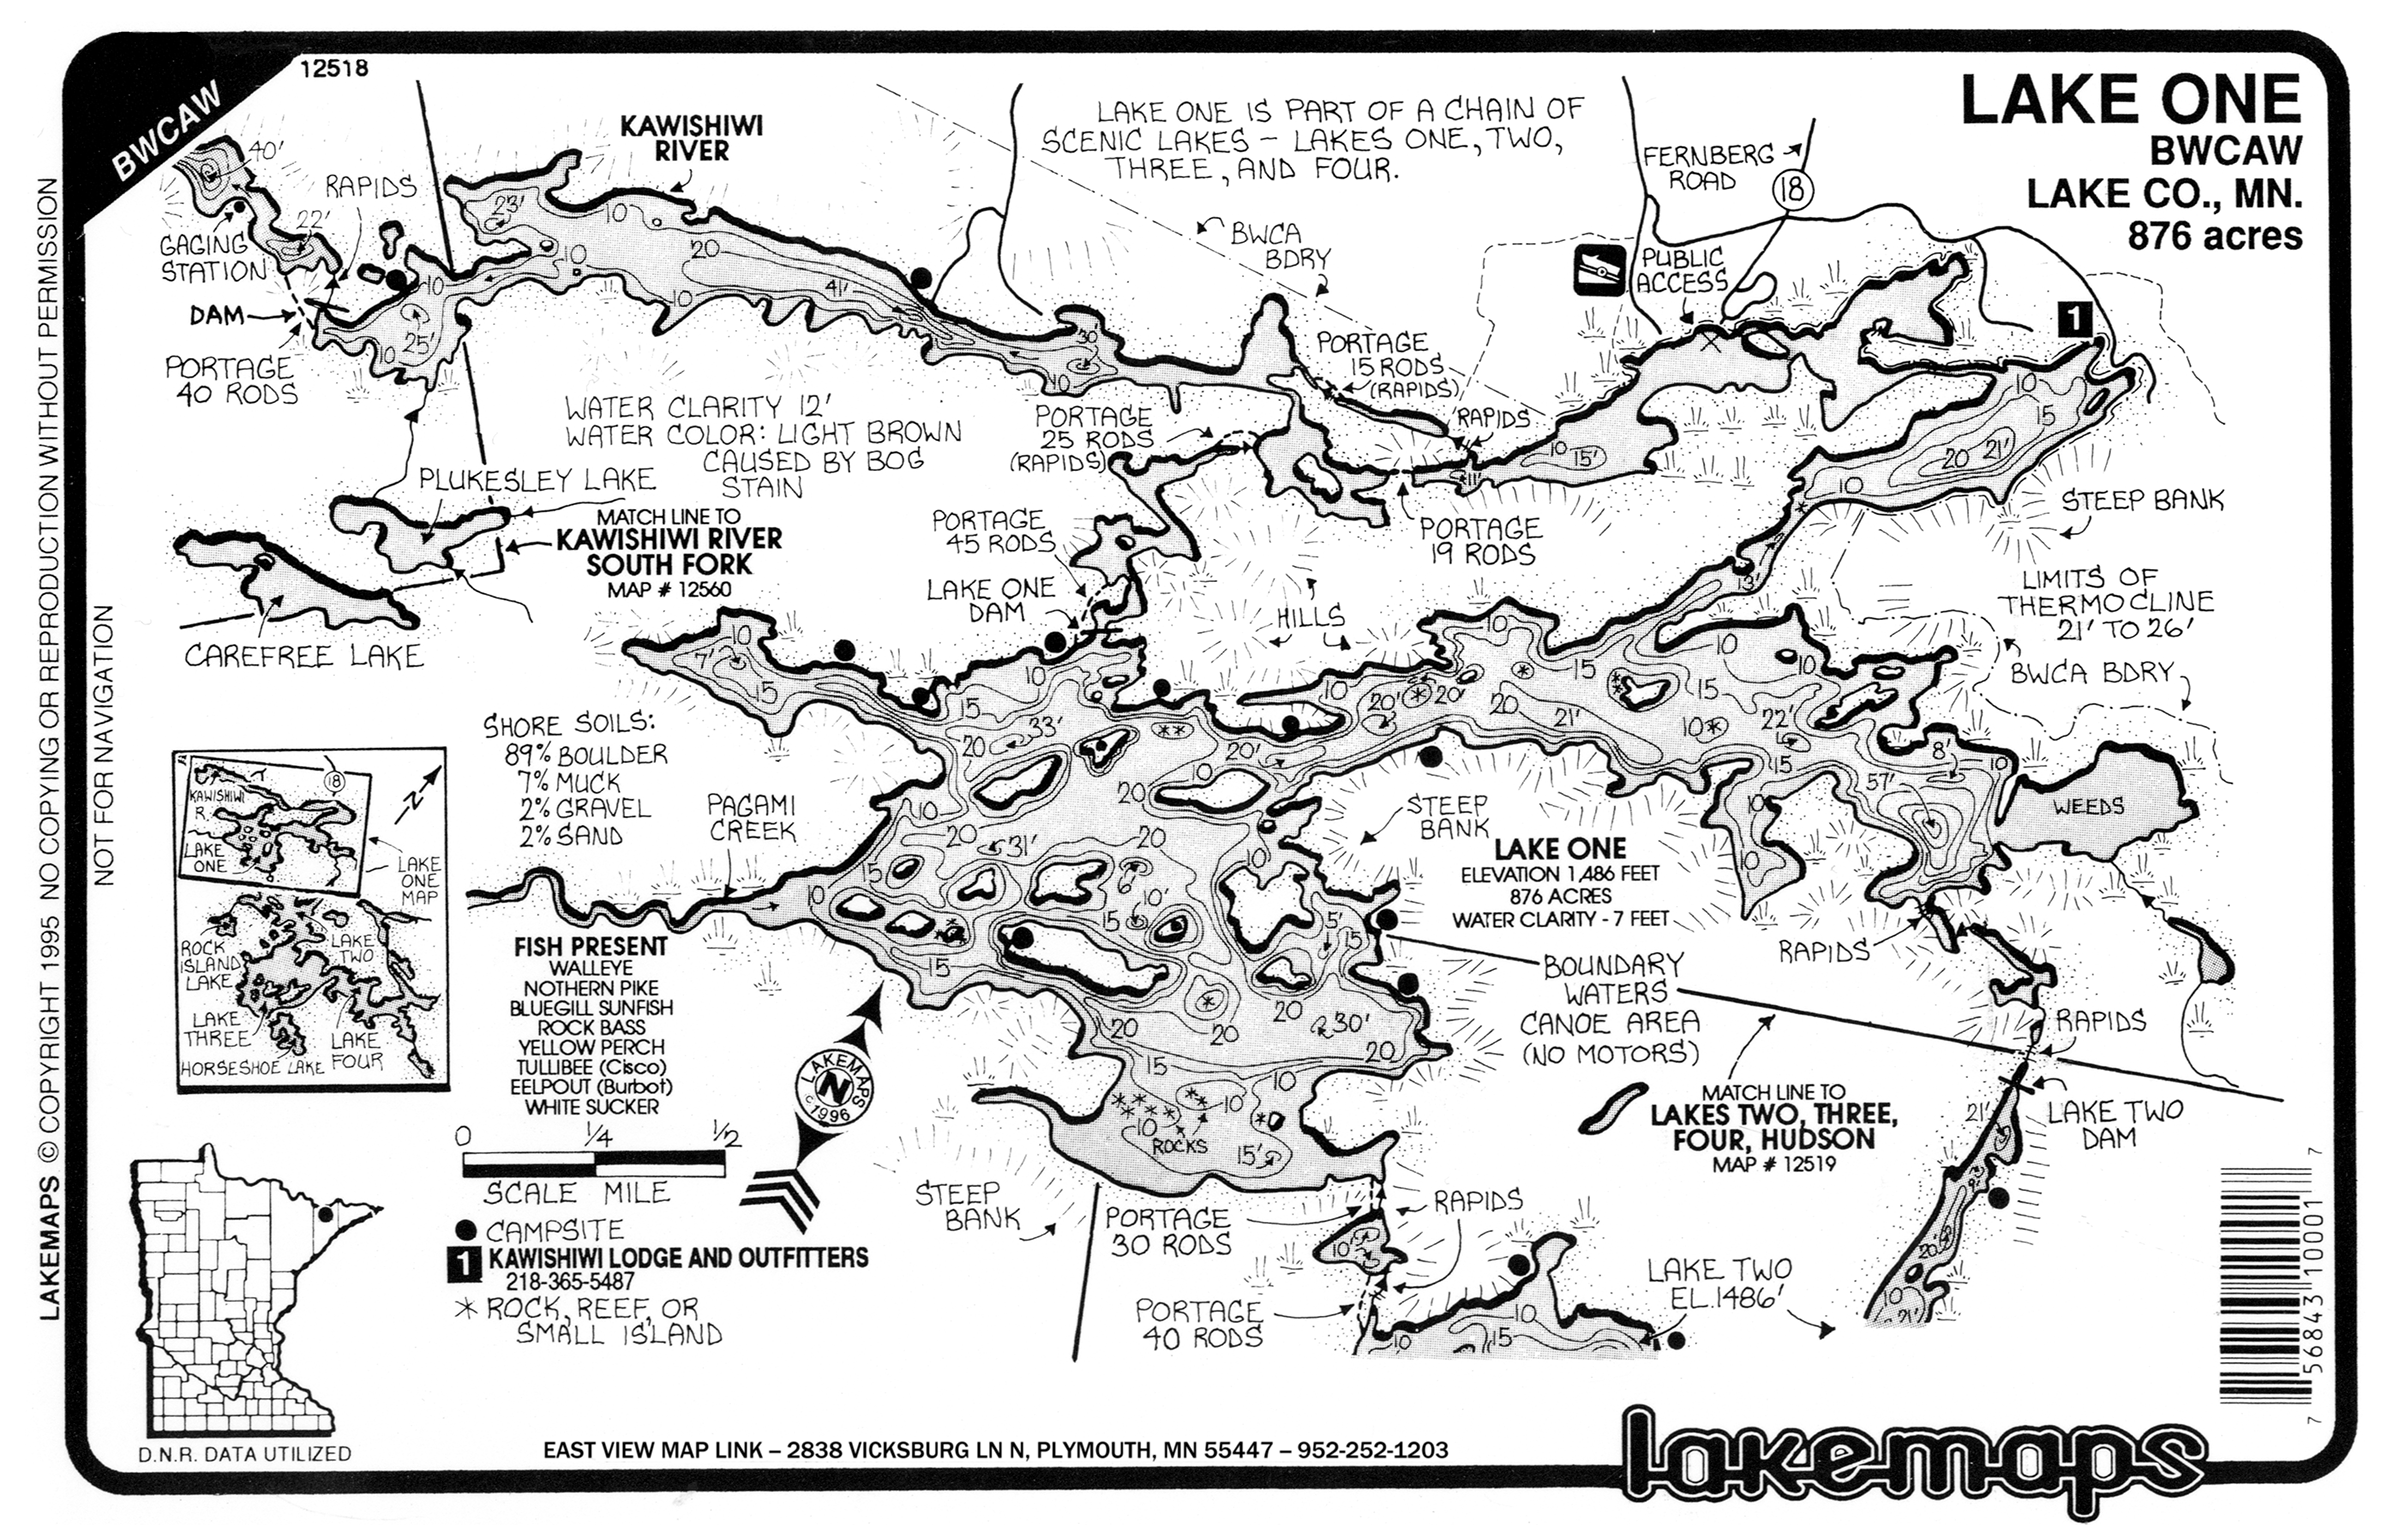 12518
BWCAW
LAKE ONE
BWCAW
LAKE CO., MN.
876 acres
KAWISHIWI
RIVER
LAKE ONE IS PART OF A CHAIN OF
SCENIC LAKES – LAKES ONE, TWO,
THREE, AND FOUR.
FERNBERG
ROAD
18
40'
RAPIDS
22'
GAGING
STATION
DAM
PORTAGE
40 RODS
23'
10
20
10
10
41'
10
10
25'
10
30'
10
BWCA
BDRY
PUBLIC
ACCESS
1
PORTAGE
15 RODS
(RAPIDS)
RAPIDS
PORTAGE
25 RODS
(RAPIDS)
10
15'
11'
PORTAGE
19 RODS
10
15
20
21'
10
STEEP BANK
WATER CLARITY 12'
WATER COLOR: LIGHT BROWN
CAUSED BY BOG
STAIN
PLUKESLEY LAKE
MATCH LINE TO
KAWISHIWI RIVER
SOUTH FORK
MAP # 12560
CAREFREE LAKE
PORTAGE
45 RODS
LAKE ONE
DAM
HILLS
13'
LIMITS OF
THERMOCLINE
21' TO 26'
BWCA BDRY
10
7'
15
10
15
20
33'
10
15
10
10
20'
20'
20
21'
15
10
22'
15
8'
10
57'
10
10
WEEDS
20'
10
20
SHORE SOILS:
89% BOULDER
7% MUCK
2% GRAVEL
2% SAND
PAGAMI
CREEK
10
20
31'
20
15
10
6'
10'
15
15
10
5'
15
STEEP
BANK
LAKE ONE
ELEVATION 1,486 FEET
876 ACRES
WATER CLARITY - 7 FEET
RAPIDS
BOUNDARY
WATERS
CANOE AREA
(NO MOTORS)
RAPIDS
20
20
20
30'
20
15
10
10
10
ROCKS
15'
FISH PRESENT
WALLEYE
NOTHERN PIKE
BLUEGILL SUNFISH
ROCK BASS
YELLOW PERCH
TULLIBEE (Cisco)
EELPOUT (Burbot)
WHITE SUCKER
LAKEMAPS
N
©1996
MATCH LINE TO
LAKES TWO, THREE,
FOUR, HUDSON
MAP # 12519
21'
LAKE TWO
DAM
9'
20'
10
21'
18
N
KAWISHIWI
R.
LAKE
ONE
LAKE
ONE
MAP
ROCK
ISLAND
LAKE
LAKE
TWO
LAKE
THREE
LAKE
FOUR
HORSESHOE LAKE
0 1/4 1/2
SCALE MILE
CAMPSITE
1 KAWISHIWI LODGE AND OUTFITTERS
218-365-5487
* ROCK, REEF, OR
SMALL ISLAND
STEEP
BANK
PORTAGE
30 RODS
RAPIDS
10'
PORTAGE
40 RODS
10
10
15
LAKE TWO
EL. 1486'
D.N.R. DATA UTILIZED
EAST VIEW MAP LINK – 2838 VICKSBURG LN N, PLYMOUTH, MN 55447 – 952-252-1203
lakemaps
7 56843 10001 7
LAKEMAPS © COPYRIGHT 1995 NO COPYING OR REPRODUCTION WITHOUT PERMISSION
NOT FOR NAVIGATION